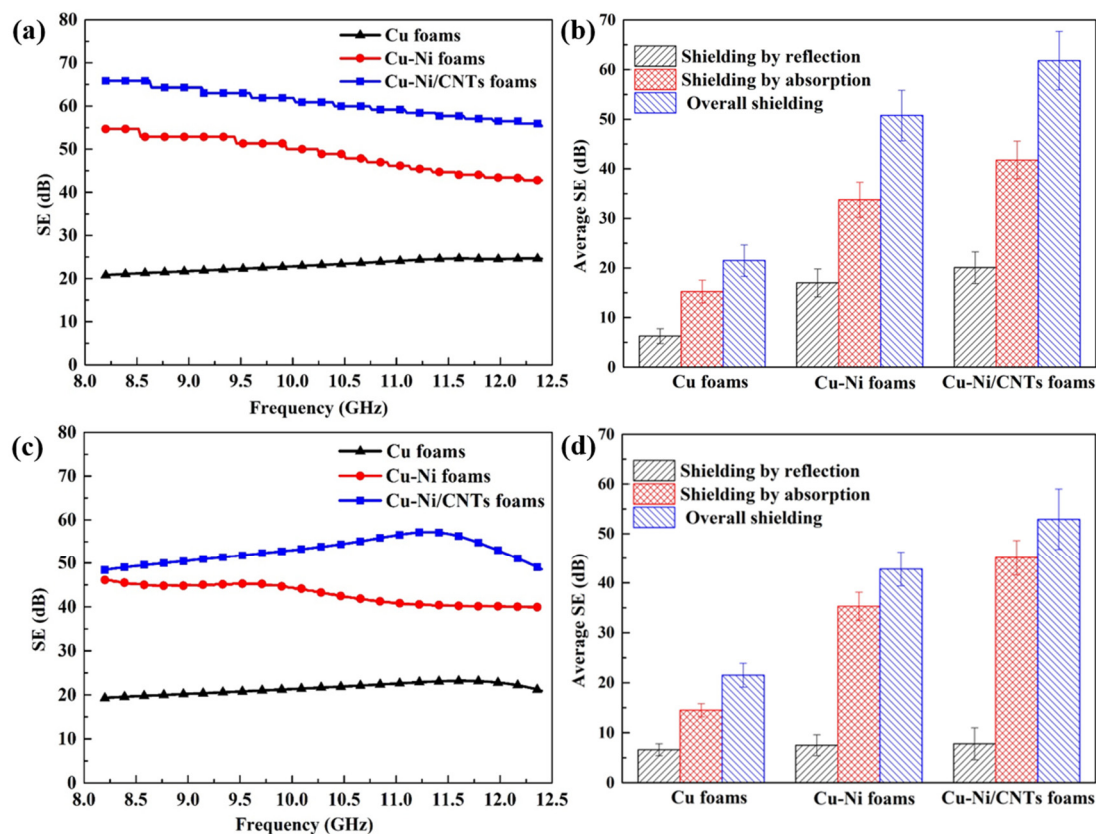 (a)
80
70
60
50
40
30
20
10
0
SE (dB)
Cu foams
Cu-Ni foams
Cu-Ni/CNTs foams
8.0 8.5 9.0 9.5 10.0 10.5 11.0 11.5 12.0 12.5
Frequency (GHz)
(b)
70
60
50
40
30
20
10
0
Average SE (dB)
Shielding by reflection
Shielding by absorption
Overall shielding
Cu foams Cu-Ni foams Cu-Ni/CNTs foams
(c)
80
70
60
50
40
30
20
10
0
SE (dB)
Cu foams
Cu-Ni foams
Cu-Ni/CNTs foams
8.0 8.5 9.0 9.5 10.0 10.5 11.0 11.5 12.0 12.5
Frequency (GHz)
(d)
70
60
50
40
30
20
10
0
Average SE (dB)
Shielding by reflection
Shielding by absorption
Overall shielding
Cu foams Cu-Ni foams Cu-Ni/CNTs foams